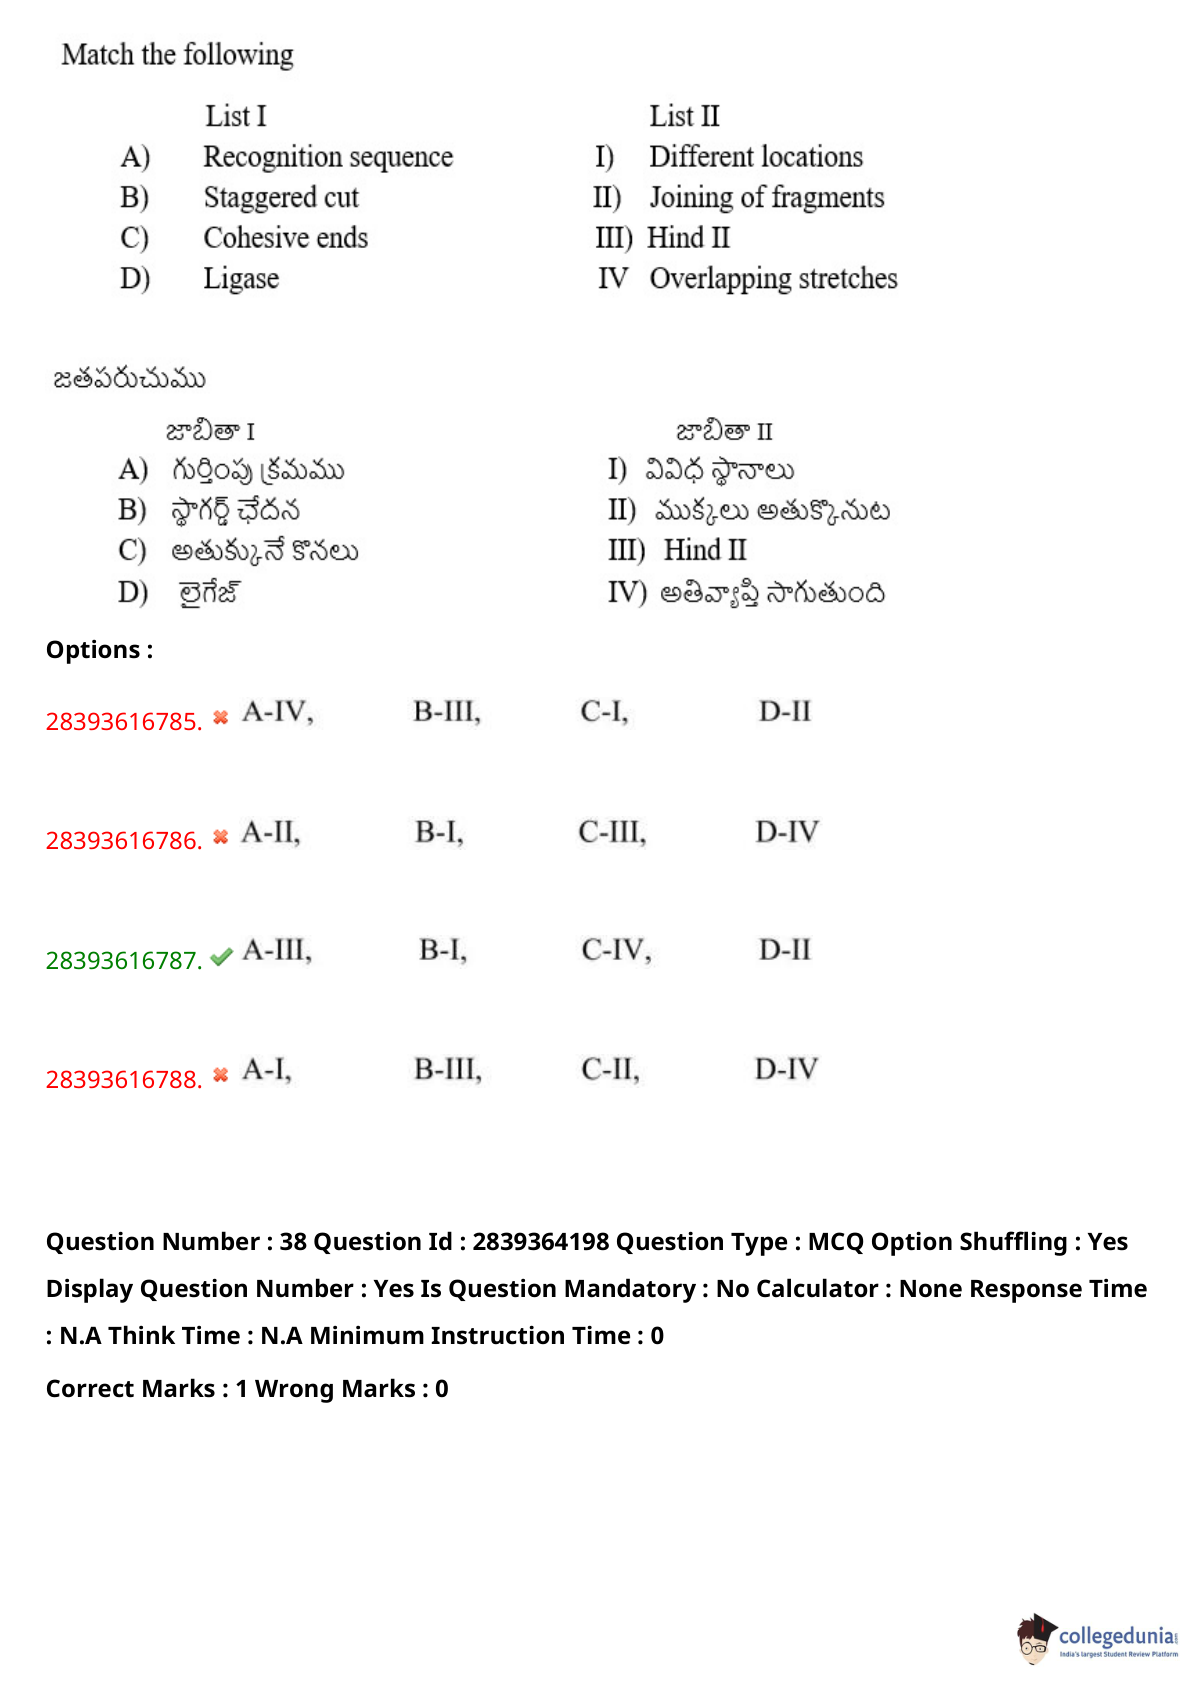 Match the following
List I List II
A) Recognition sequence I) Different locations
B) Staggered cut II) Joining of fragments
C) Cohesive ends III) Hind II
D) Ligase IV Overlapping stretches
జతపరుచుము
జాబితా I జాబితా II
A) గుర్తింపు క్రమము I) వివిధ స్థానాలు
B) స్థాగర్డ్ ఛేదన II) ముక్కలు అతుక్కొనుట
C) అతుక్కునే కొనలు III) Hind II
D) లైగేజ్ IV) అతివ్యాప్తి సాగుతుంది
Options :
28393616785. A-IV, B-III, C-I, D-II
28393616786. A-II, B-I, C-III, D-IV
28393616787. A-III, B-I, C-IV, D-II
28393616788. A-I, B-III, C-II, D-IV
Question Number : 38 Question Id : 2839364198 Question Type : MCQ Option Shuffling : Yes
Display Question Number : Yes Is Question Mandatory : No Calculator : None Response Time
: N.A Think Time : N.A Minimum Instruction Time : 0
Correct Marks : 1 Wrong Marks : 0
collegedunia
India's largest Student Review Platform